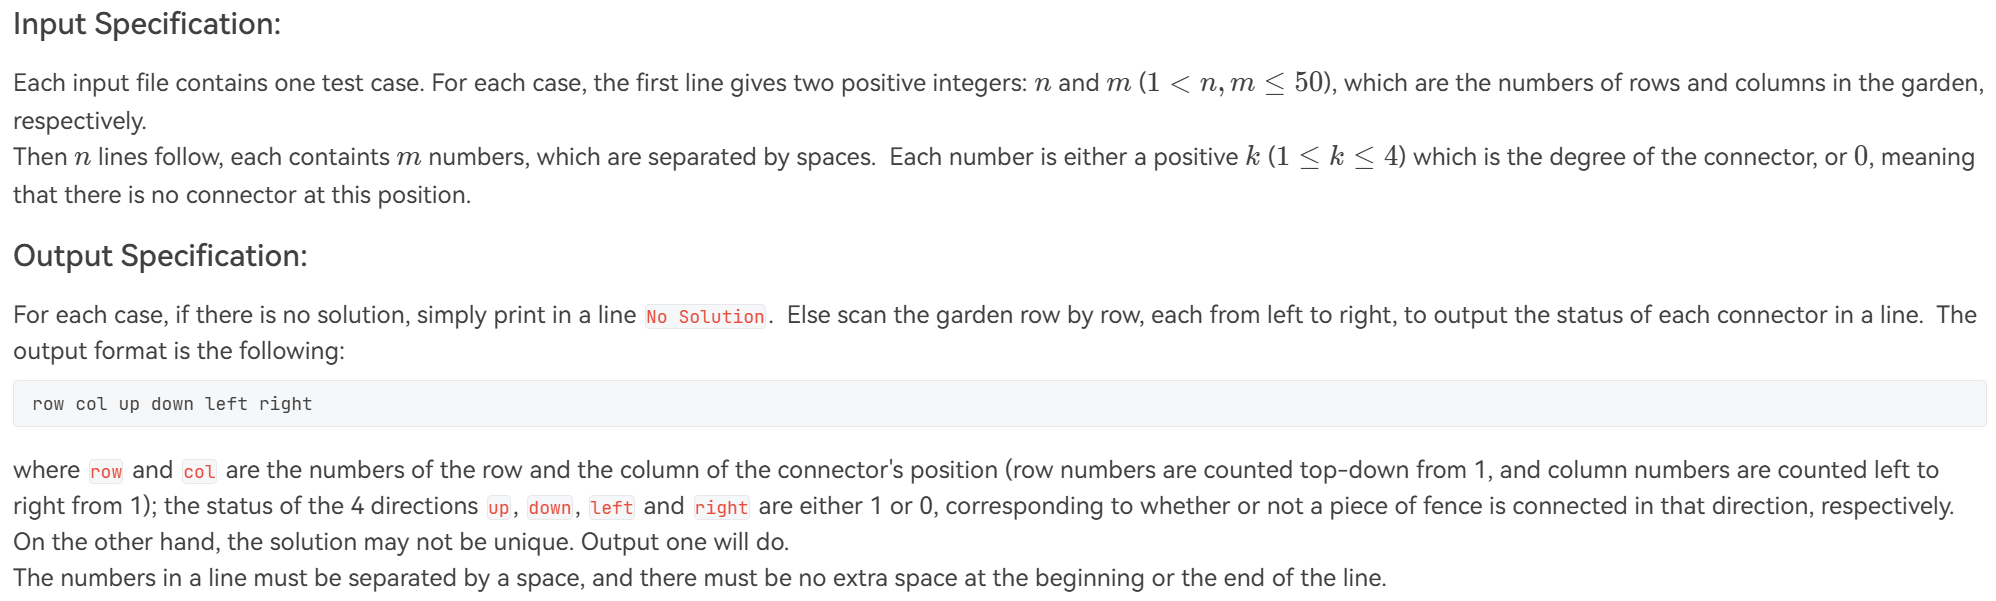 Input Specification:
Each input file contains one test case. For each case, the first line gives two positive integers: n and m (1 < n, m ≤ 50), which are the numbers of rows and columns in the garden,
respectively.
Then n lines follow, each containts m numbers, which are separated by spaces. Each number is either a positive k (1 ≤ k ≤ 4) which is the degree of the connector, or 0, meaning
that there is no connector at this position.
Output Specification:
For each case, if there is no solution, simply print in a line No Solution. Else scan the garden row by row, each from left to right, to output the status of each connector in a line. The
output format is the following:
row col up down left right
where row and col are the numbers of the row and the column of the connector's position (row numbers are counted top-down from 1, and column numbers are counted left to
right from 1); the status of the 4 directions up, down, left and right are either 1 or 0, corresponding to whether or not a piece of fence is connected in that direction, respectively.
On the other hand, the solution may not be unique. Output one will do.
The numbers in a line must be separated by a space, and there must be no extra space at the beginning or the end of the line.